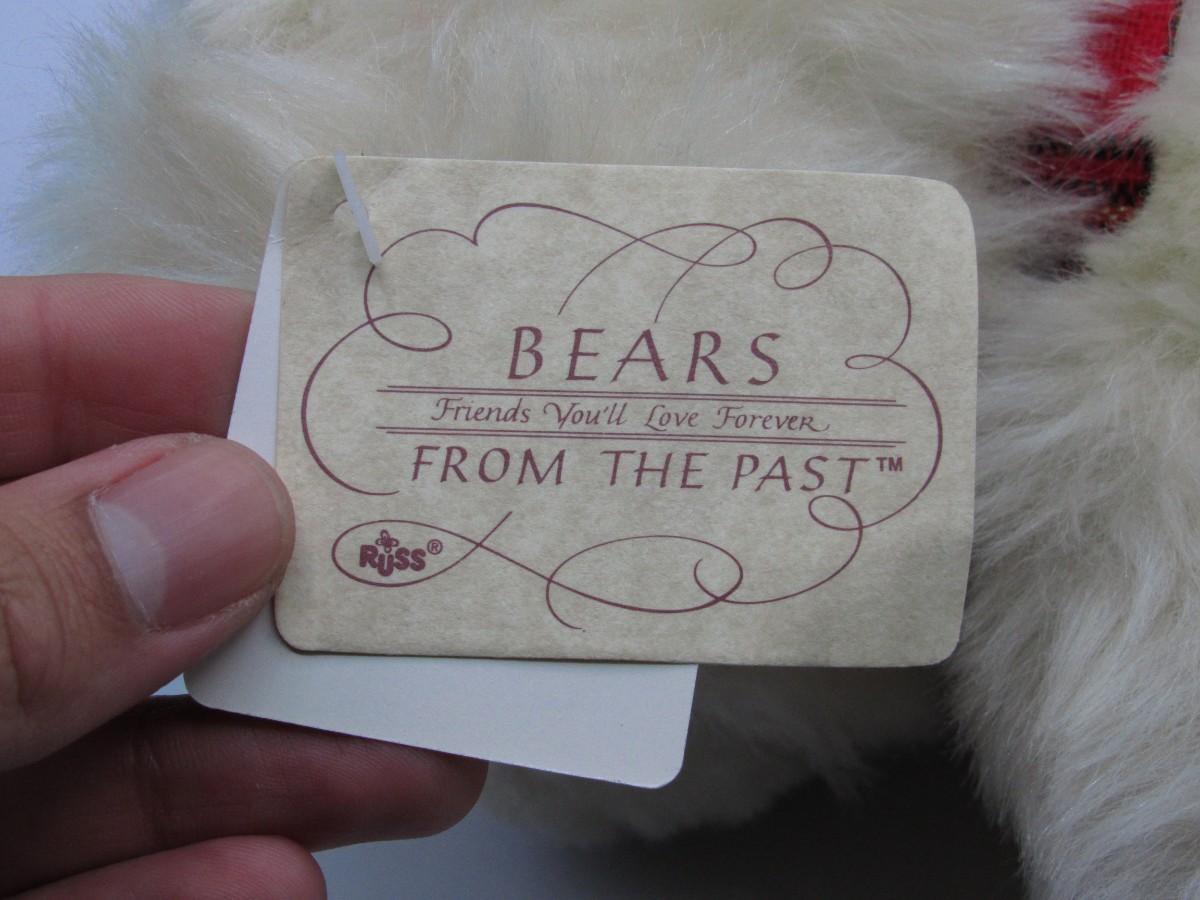 BEARS
Friends You'll Love Forever
FROM THE PAST™
RUSS®